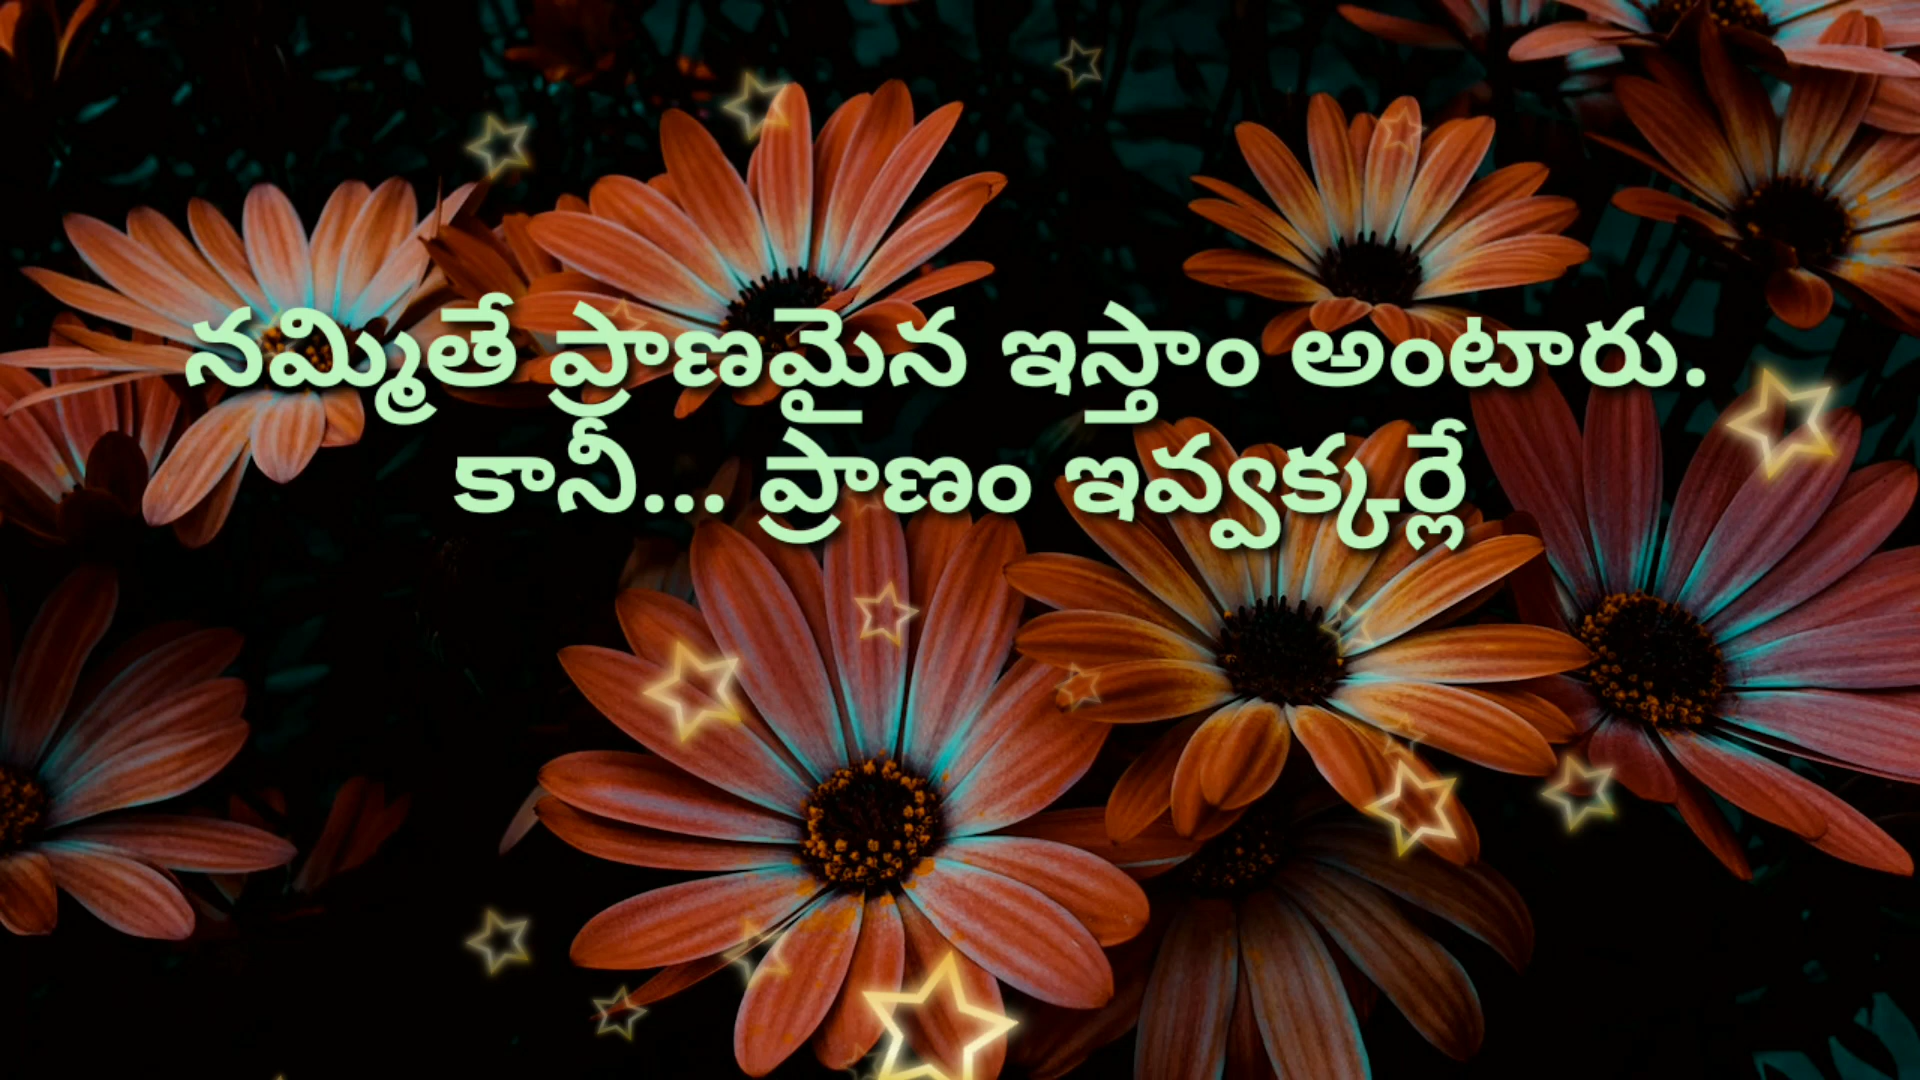 నమ్మితే ప్రాణమైన ఇస్తాం అంటారు.
కానీ... ప్రాణం ఇవ్వక్కర్లే